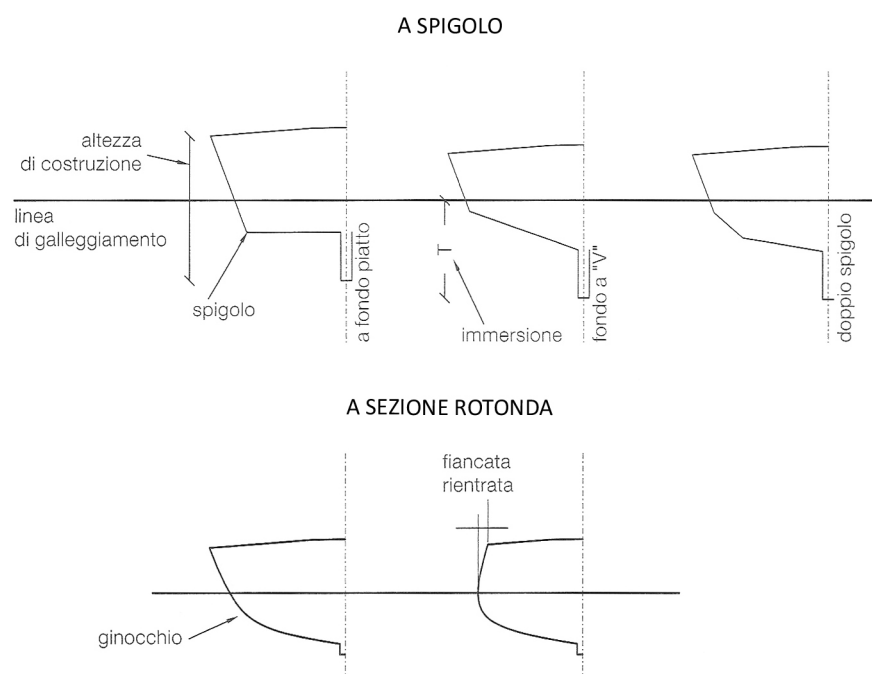 A SPIGOLO
altezza
di costruzione
linea
di galleggiamento
spigolo
a fondo piatto
T
immersione
fondo a "V"
doppio spigolo
A SEZIONE ROTONDA
fiancata
rientrata
ginocchio